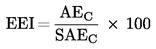 EEI = AE_C / SAE_C × 100